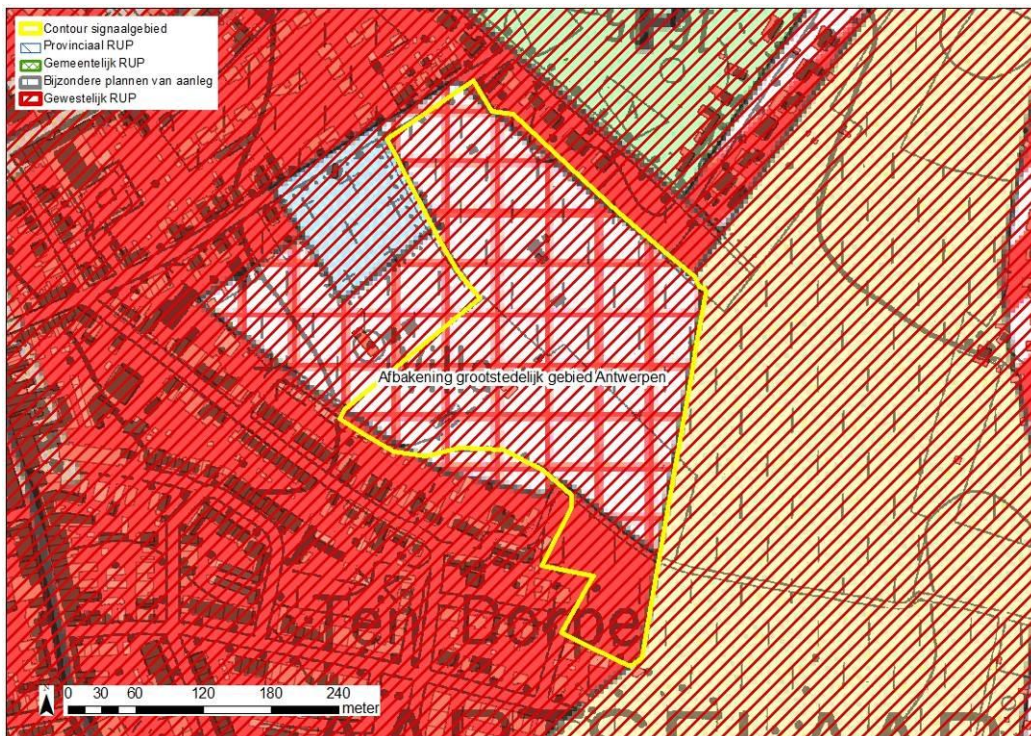 Contour signaalgebied
Provinciaal RUP
Gemeentelijk RUP
Bijzondere plannen van aanleg
Gewestelijk RUP
Afbakening grootstedelijk gebied Antwerpen
Ten Dorpe
0 30 60 120 180 240
meter